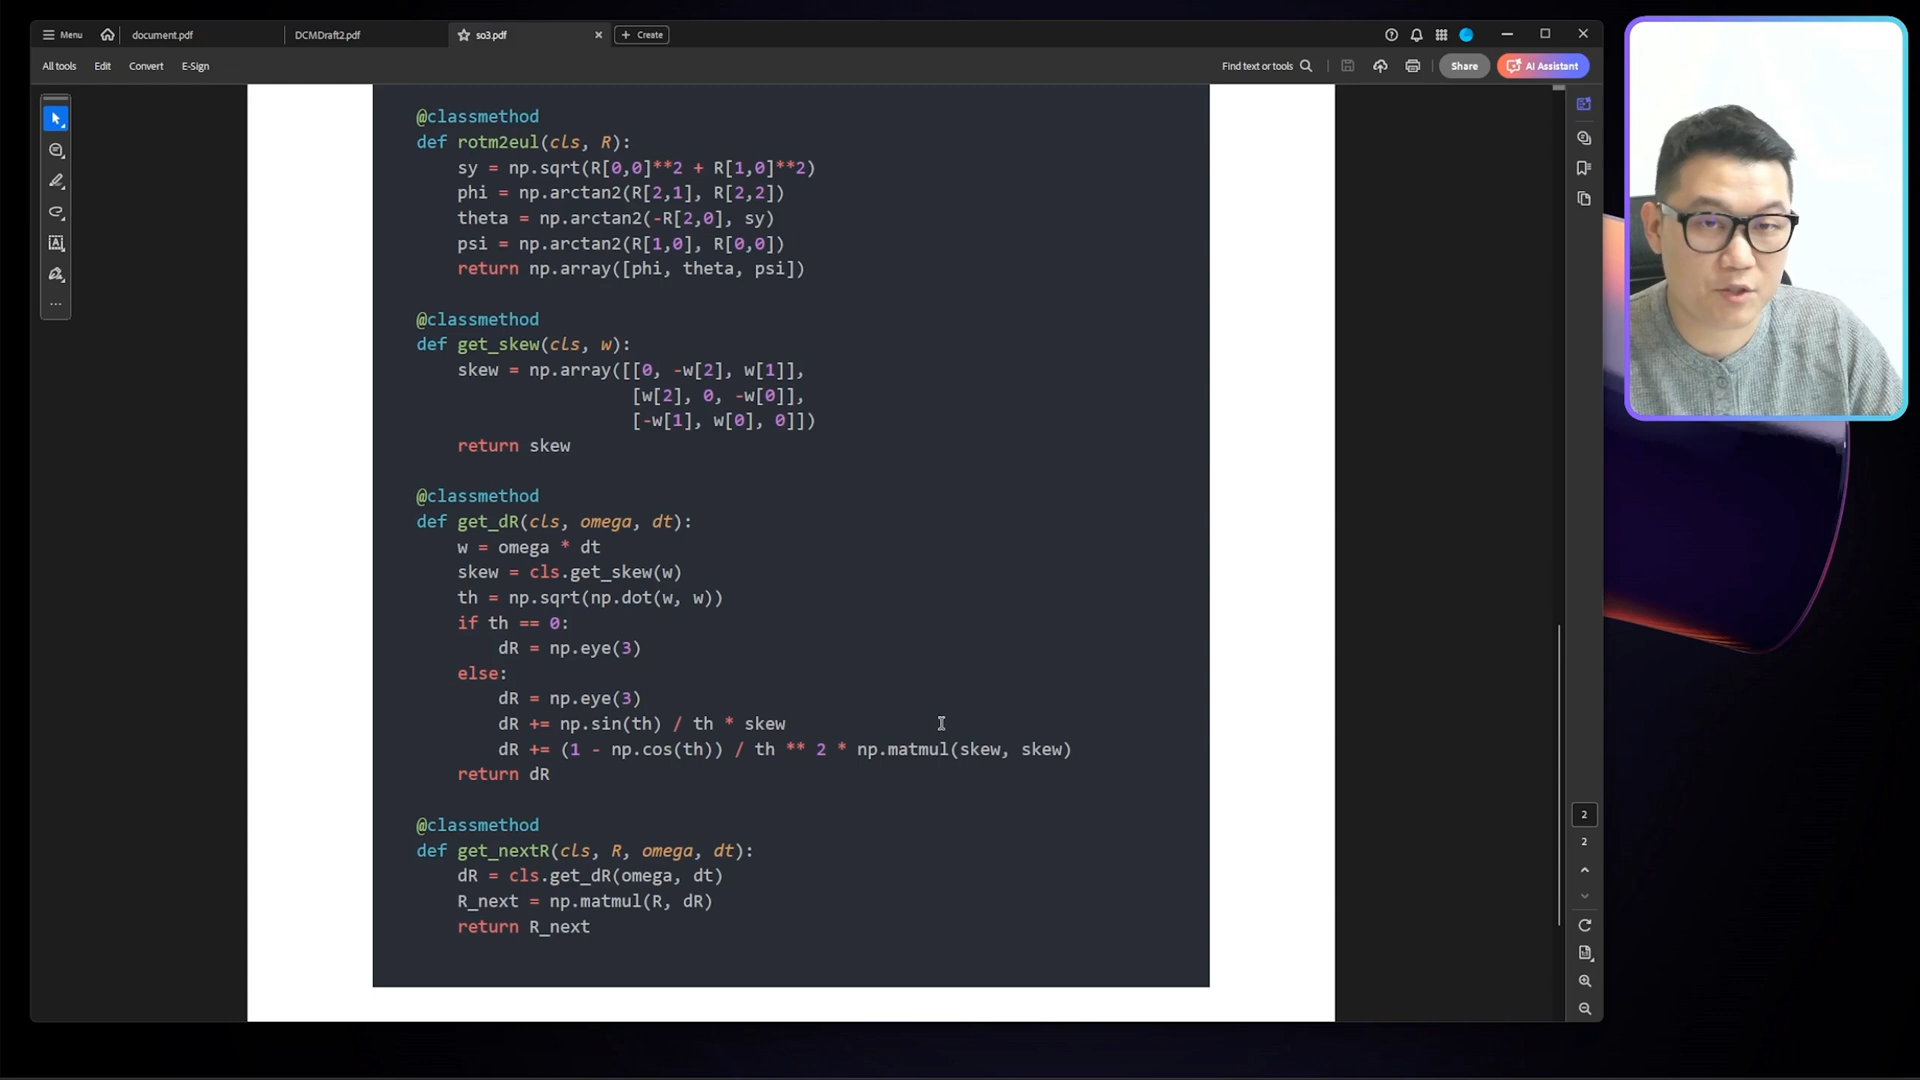 Menu
document.pdf
DCMDraft2.pdf
so3.pdf
Create
All tools
Edit
Convert
E-Sign
Find text or tools
Share
AI Assistant
@classmethod
def rotm2eul(cls, R):
sy = np.sqrt(R[0,0]**2 + R[1,0]**2)
phi = np.arctan2(R[2,1], R[2,2])
theta = np.arctan2(-R[2,0], sy)
psi = np.arctan2(R[1,0], R[0,0])
return np.array([phi, theta, psi])
@classmethod
def get_skew(cls, w):
skew = np.array([[0, -w[2], w[1]],
[w[2], 0, -w[0]],
[-w[1], w[0], 0]])
return skew
@classmethod
def get_dR(cls, omega, dt):
w = omega * dt
skew = cls.get_skew(w)
th = np.sqrt(np.dot(w, w))
if th == 0:
dR = np.eye(3)
else:
dR = np.eye(3)
dR += np.sin(th) / th * skew
dR += (1 - np.cos(th)) / th ** 2 * np.matmul(skew, skew)
return dR
@classmethod
def get_nextR(cls, R, omega, dt):
dR = cls.get_dR(omega, dt)
R_next = np.matmul(R, dR)
return R_next
2
2